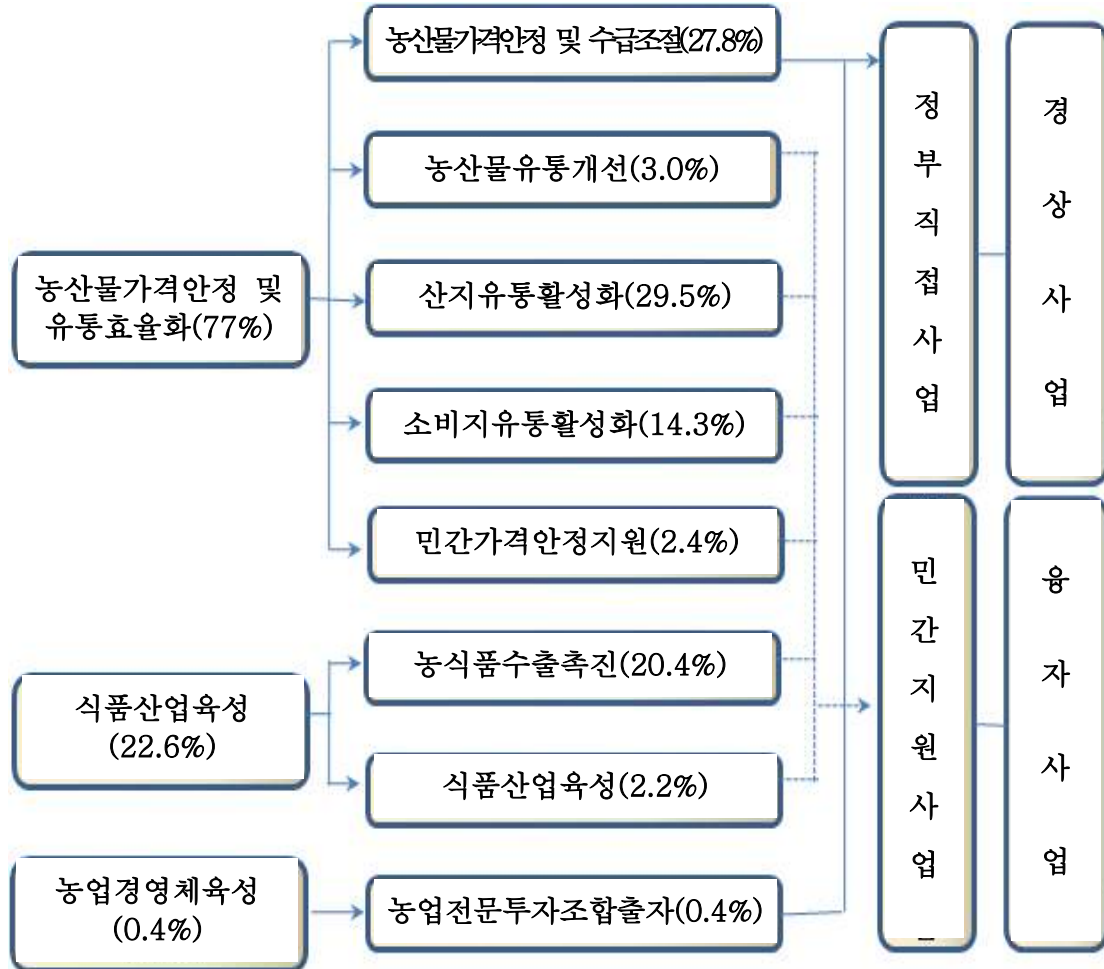 농산물가격안정 및 수급조절(27.8%)
농산물유통개선(3.0%)
농산물가격안정 및
유통효율화(77%)
산지유통활성화(29.5%)
소비지유통활성화(14.3%)
민간가격안정지원(2.4%)
식품산업육성
(22.6%)
농식품수출촉진(20.4%)
식품산업육성(2.2%)
농업경영체육성
(0.4%)
농업전문투자조합출자(0.4%)
정부직접사업
경상사업
민간지원사업
융자사업